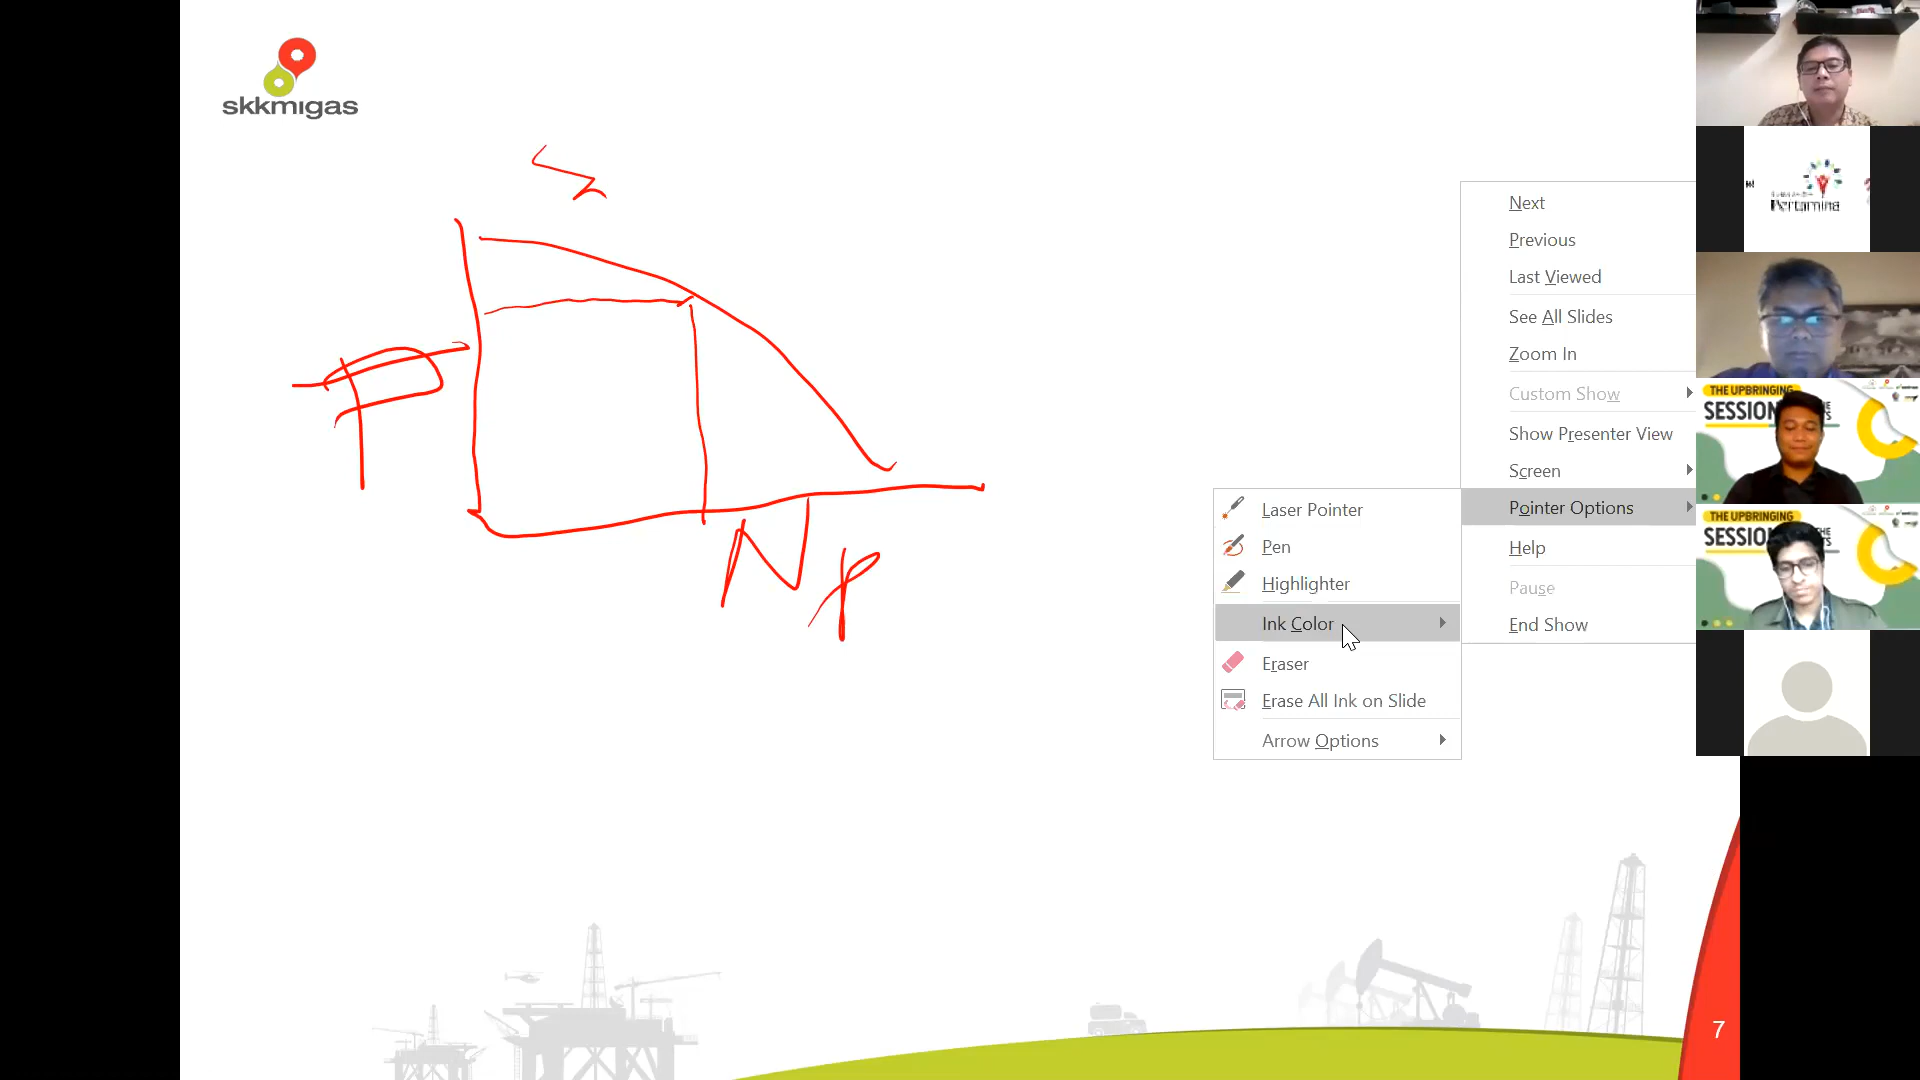 skkmigas
P
Np
Next
Previous
Last Viewed
See All Slides
Zoom In
Custom Show
Show Presenter View
Screen
Pointer Options
Help
Pause
End Show
Laser Pointer
Pen
Highlighter
Ink Color
Eraser
Erase All Ink on Slide
Arrow Options
Pertamina
THE UPBRINGING
SESSION
THE UPBRINGING
SESSION
7